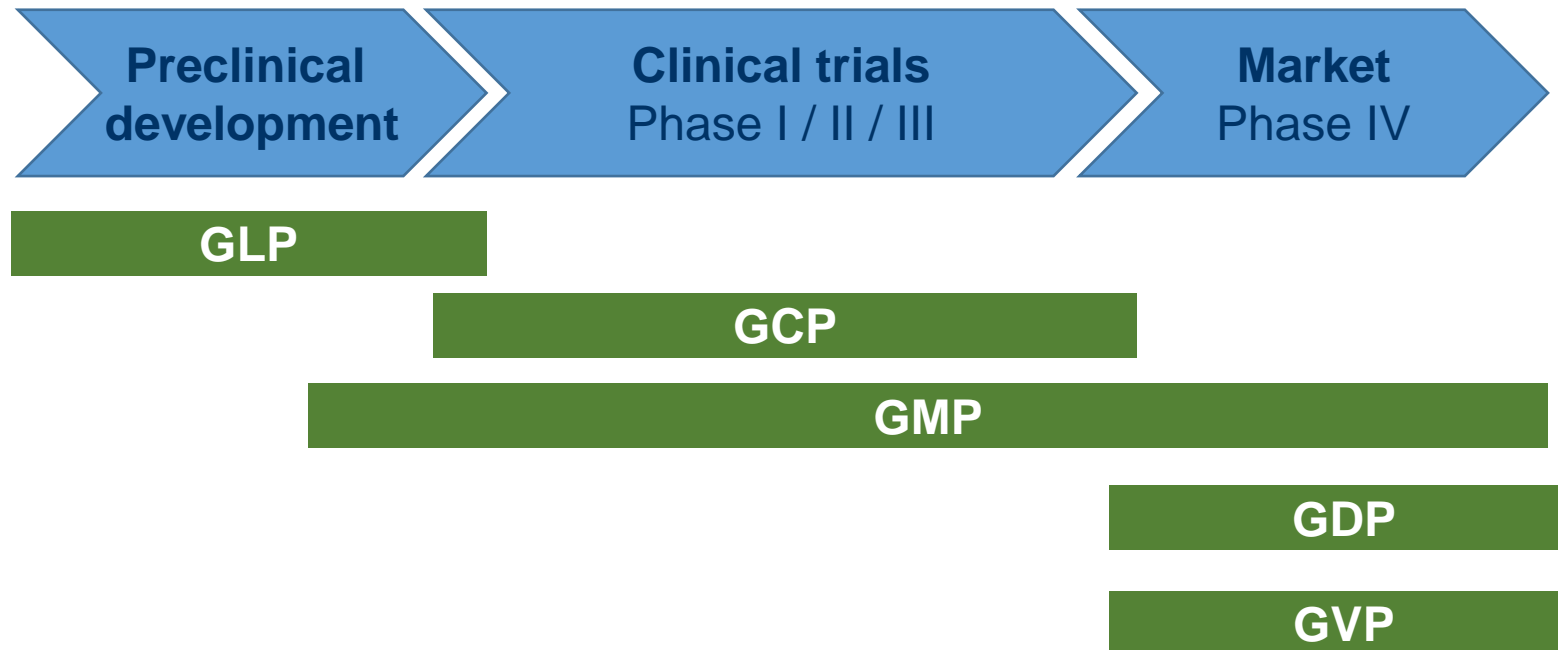 Preclinical
development
Clinical trials
Phase I / II / III
Market
Phase IV
GLP
GCP
GMP
GDP
GVP